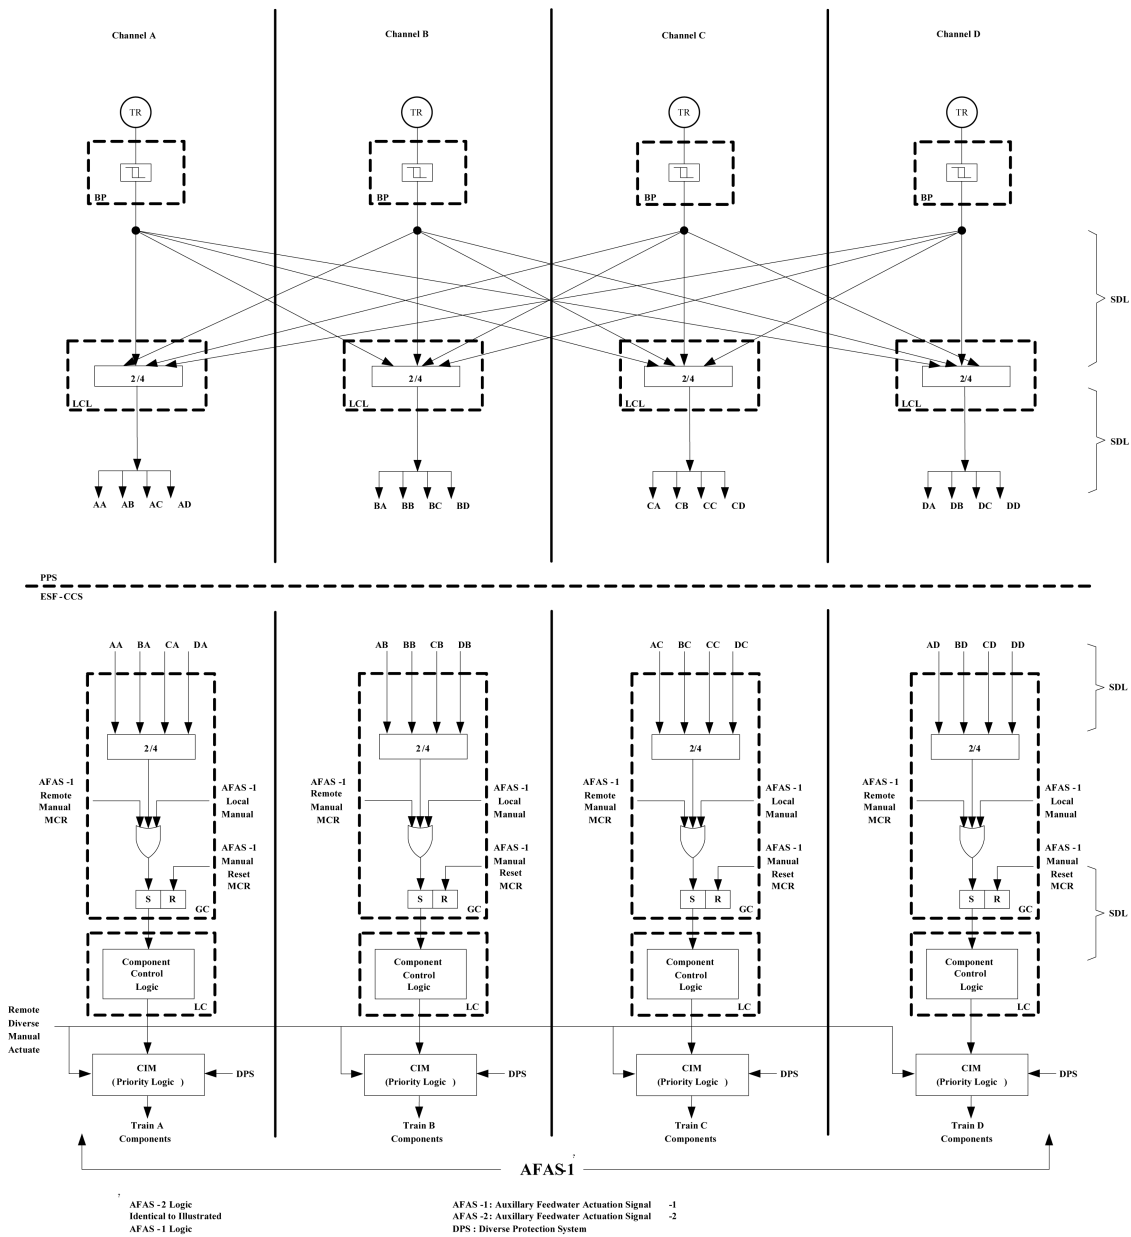 Channel A Channel B Channel C Channel D
TR TR TR TR
BP BP BP BP
SDL
2/4 2/4 2/4 2/4
LCL LCL LCL LCL
SDL
AA AB AC AD BA BB BC BD CA CB CC CD DA DB DC DD
PPS
ESF - CCS
AA BA CA DA AB BB CB DB AC BC CC DC AD BD CD DD
SDL
2/4 2/4 2/4 2/4
AFAS -1
Remote
Manual
MCR
AFAS -1
Local
Manual
AFAS -1
Remote
Manual
MCR
AFAS -1
Local
Manual
AFAS -1
Remote
Manual
MCR
AFAS -1
Local
Manual
AFAS -1
Remote
Manual
MCR
AFAS -1
Local
Manual
AFAS -1
Manual
Reset
MCR
AFAS -1
Manual
Reset
MCR
AFAS -1
Manual
Reset
MCR
AFAS -1
Manual
Reset
MCR
S R S R S R S R
GC GC GC GC
SDL
Component
Control
Logic
Component
Control
Logic
Component
Control
Logic
Component
Control
Logic
LC LC LC LC
Remote
Diverse
Manual
Actuate
CIM
(Priority Logic )
DPS
CIM
(Priority Logic )
DPS
CIM
(Priority Logic )
DPS
CIM
(Priority Logic )
DPS
Train A
Components
Train B
Components
Train C
Components
Train D
Components
,
AFAS-1
,
AFAS - 2 Logic
Identical to Illustrated
AFAS - 1 Logic
AFAS -1 : Auxillary Feedwater Actuation Signal -1
AFAS -2 : Auxillary Feedwater Actuation Signal -2
DPS : Diverse Protection System